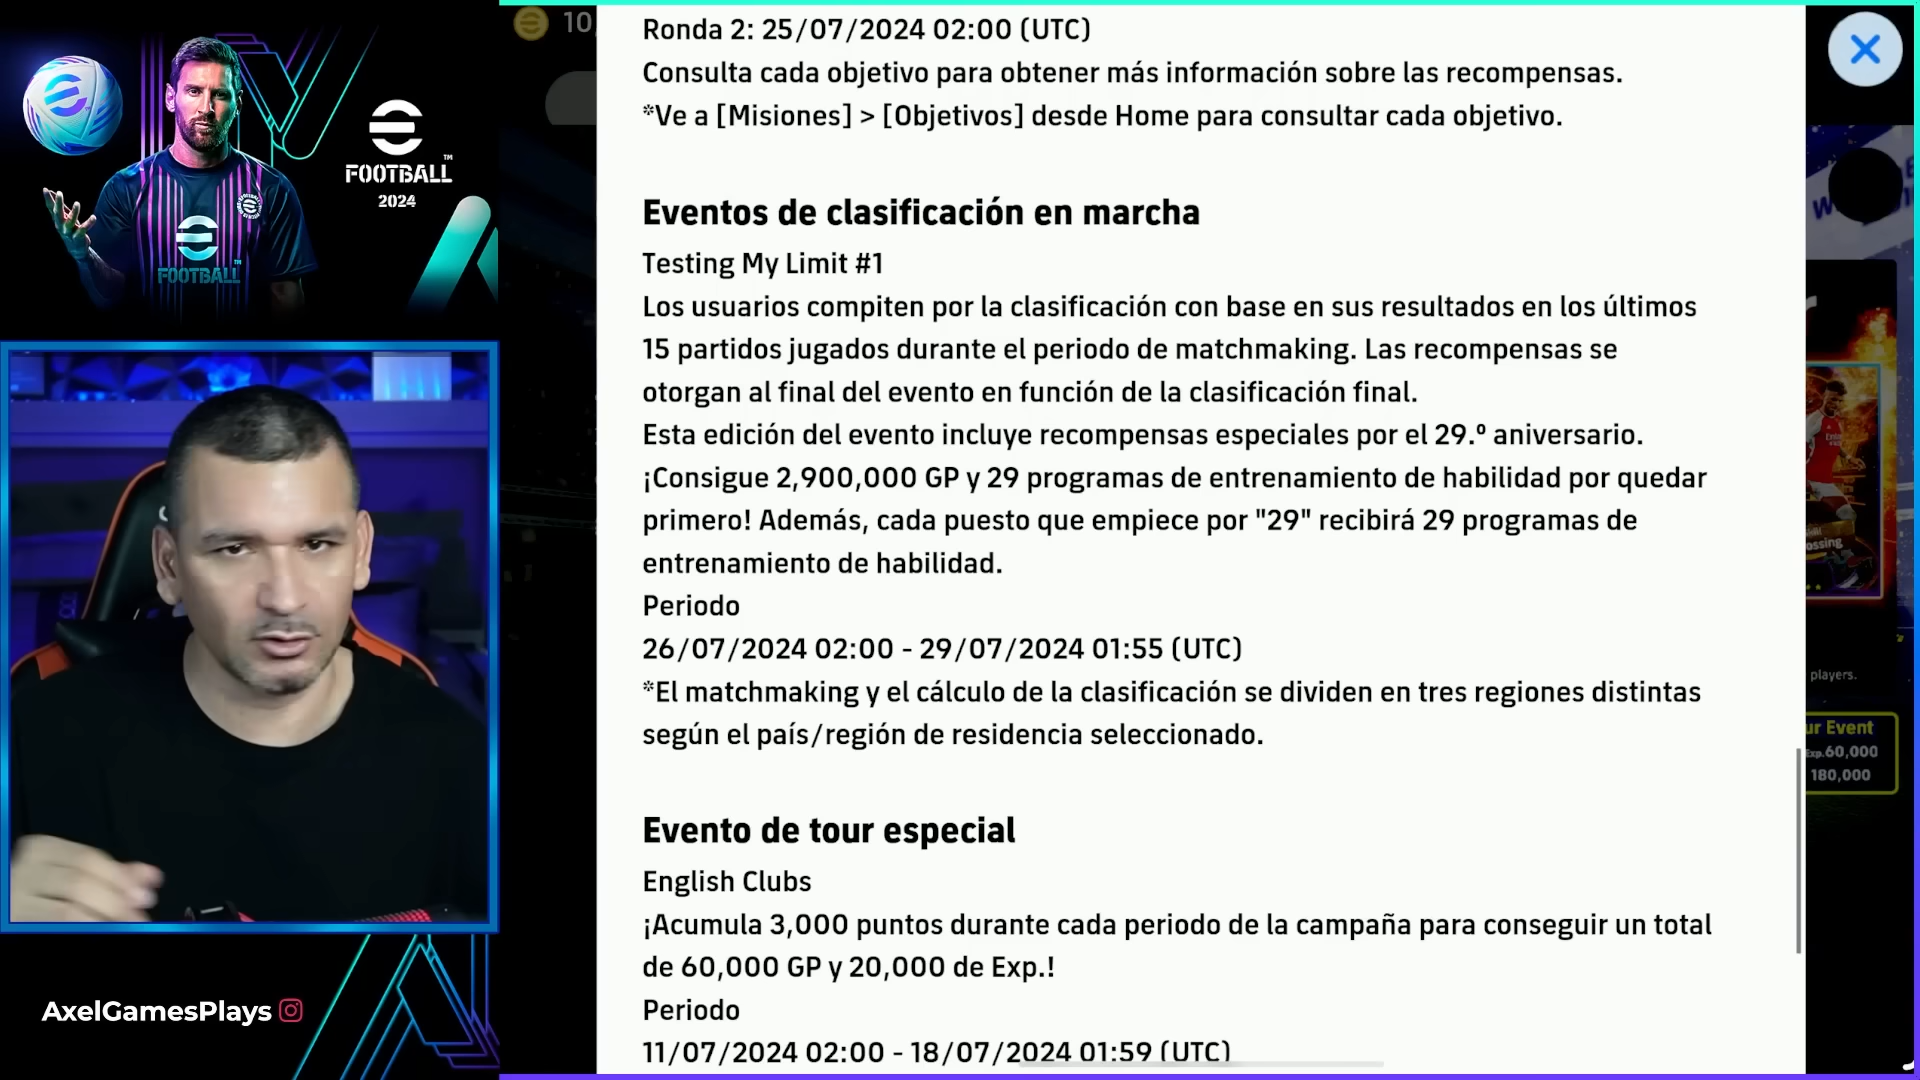 FOOTBALL™
2024
FOOTBALL™
10,
Ronda 2: 25/07/2024 02:00 (UTC)
Consulta cada objetivo para obtener más información sobre las recompensas.
*Ve a [Misiones] > [Objetivos] desde Home para consultar cada objetivo.
Eventos de clasificación en marcha
Testing My Limit #1
Los usuarios compiten por la clasificación con base en sus resultados en los últimos
15 partidos jugados durante el periodo de matchmaking. Las recompensas se
otorgan al final del evento en función de la clasificación final.
Esta edición del evento incluye recompensas especiales por el 29.º aniversario.
¡Consigue 2,900,000 GP y 29 programas de entrenamiento de habilidad por quedar
primero! Además, cada puesto que empiece por "29" recibirá 29 programas de
entrenamiento de habilidad.
Periodo
26/07/2024 02:00 - 29/07/2024 01:55 (UTC)
*El matchmaking y el cálculo de la clasificación se dividen en tres regiones distintas
según el país/región de residencia seleccionado.
Evento de tour especial
English Clubs
¡Acumula 3,000 puntos durante cada periodo de la campaña para conseguir un total
de 60,000 GP y 20,000 de Exp.!
Periodo
11/07/2024 02:00 - 18/07/2024 01:59 (UTC)
ossing
players.
ur Event
Exp.60,000
180,000
AxelGamesPlays